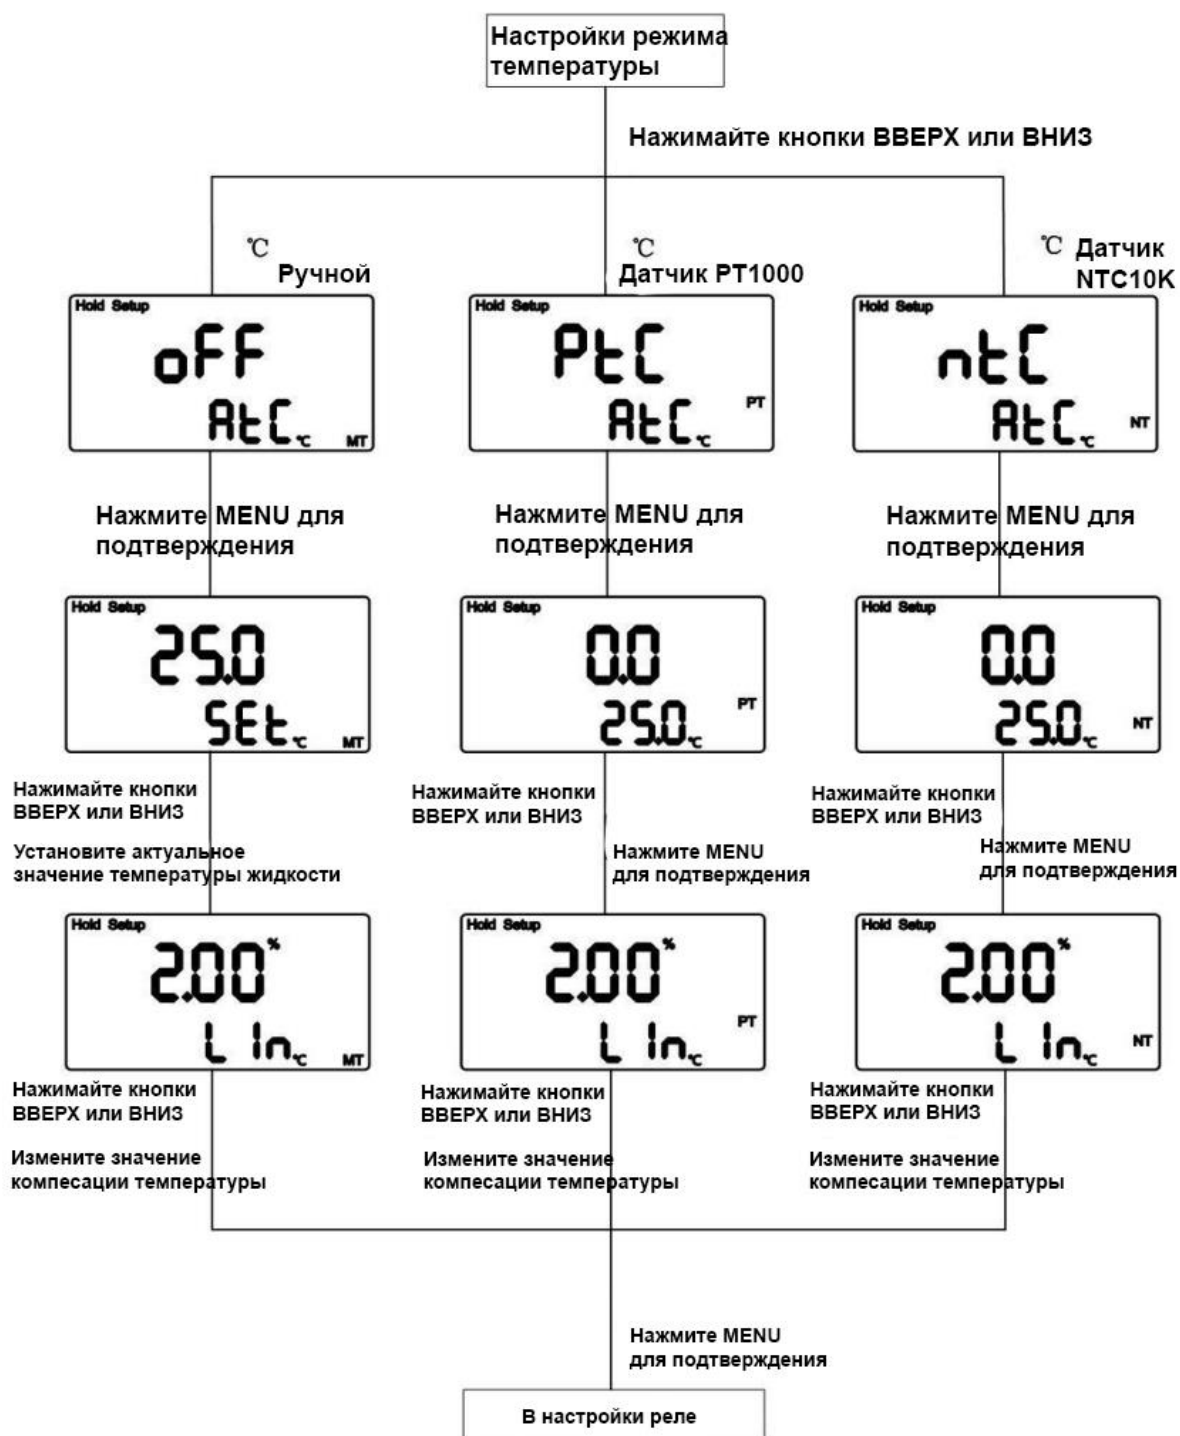 Настройки режима
температуры
Нажимайте кнопки ВВЕРХ или ВНИЗ
℃
Ручной
℃
Датчик PT1000
℃ Датчик
NTC10K
Hold Setup
oFF
AtC ℃ MT
Hold Setup
PtC
PT
AtC ℃
Hold Setup
ntC
AtC ℃ NT
Нажмите MENU для
подтверждения
Нажмите MENU для
подтверждения
Нажмите MENU для
подтверждения
Hold Setup
25.0
SEt ℃ MT
Hold Setup
0.0
PT
25.0 ℃
Hold Setup
0.0
25.0 ℃ NT
Нажимайте кнопки
ВВЕРХ или ВНИЗ
Установите актуальное
значение температуры жидкости
Нажимайте кнопки
ВВЕРХ или ВНИЗ
Нажмите MENU
для подтверждения
Нажимайте кнопки
ВВЕРХ или ВНИЗ
Нажмите MENU
для подтверждения
Hold Setup
2.00 %
LIn ℃ MT
Hold Setup
2.00 %
PT
LIn ℃
Hold Setup
2.00 %
LIn ℃ NT
Нажимайте кнопки
ВВЕРХ или ВНИЗ
Измените значение
компесации температуры
Нажимайте кнопки
ВВЕРХ или ВНИЗ
Измените значение
компесации температуры
Нажимайте кнопки
ВВЕРХ или ВНИЗ
Измените значение
компесации температуры
Нажмите MENU
для подтверждения
В настройки реле